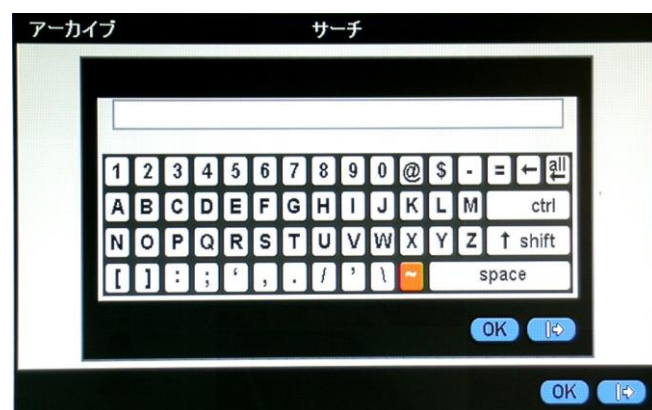 アーカイブ サーチ
1 2 3 4 5 6 7 8 9 0 @ $ - = ← all ←
A B C D E F G H I J K L M ctrl
N O P Q R S T U V W X Y Z ↑ shift
[ ] : ; ‘ , . / ’ \ ~ space
OK
OK